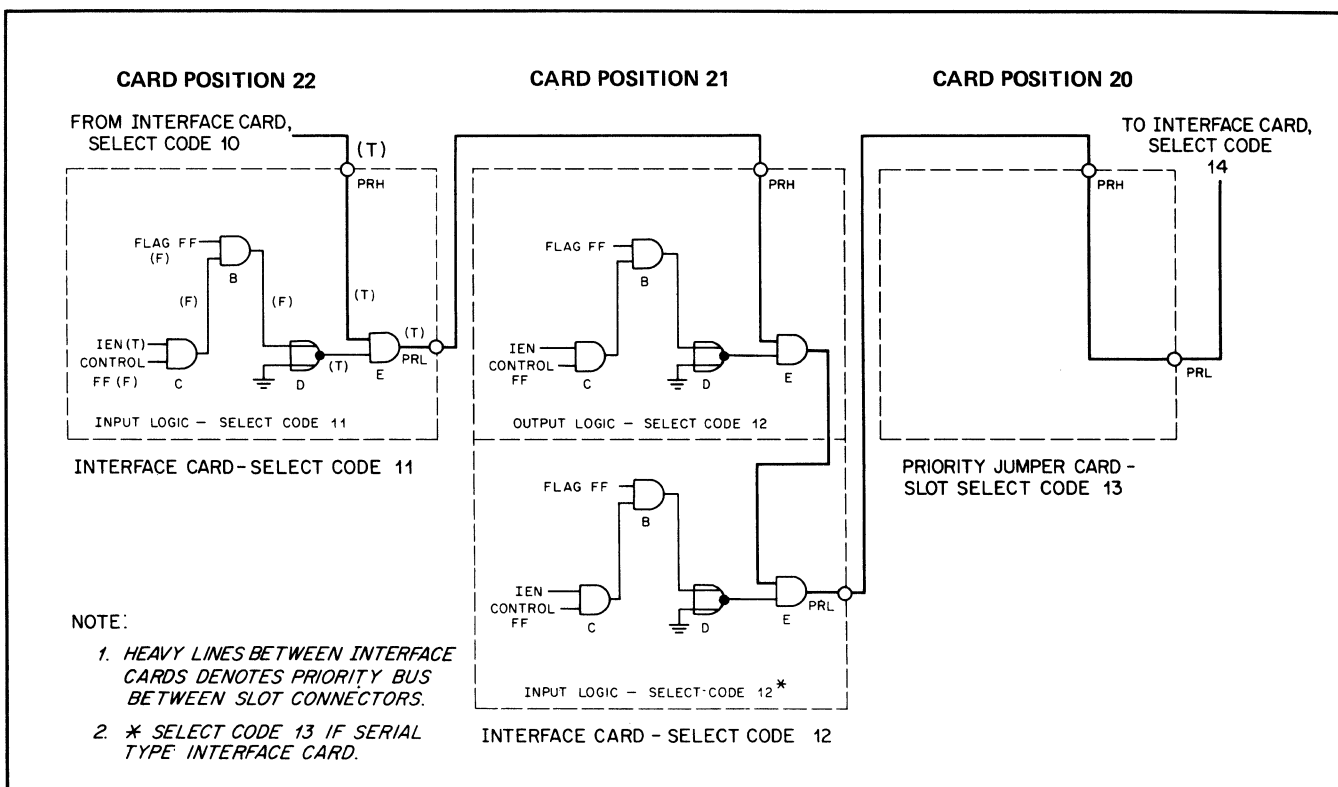 CARD POSITION 22
FROM INTERFACE CARD,
SELECT CODE 10
(T)
PRH
FLAG FF
(F)
B
(F)
(F)
(T)
IEN(T)
CONTROL
FF (F)
C
D
(T)
E
(T)
PRL
INPUT LOGIC – SELECT CODE 11
INTERFACE CARD – SELECT CODE 11
CARD POSITION 21
PRH
FLAG FF
B
IEN
CONTROL
FF
C
D
E
OUTPUT LOGIC – SELECT CODE 12
FLAG FF
B
IEN
CONTROL
FF
C
D
E
PRL
INPUT LOGIC – SELECT CODE 12*
INTERFACE CARD – SELECT CODE 12
CARD POSITION 20
TO INTERFACE CARD,
SELECT CODE
14
PRH
PRL
PRIORITY JUMPER CARD –
SLOT SELECT CODE 13
NOTE:
1. HEAVY LINES BETWEEN INTERFACE
CARDS DENOTES PRIORITY BUS
BETWEEN SLOT CONNECTORS.
2. * SELECT CODE 13 IF SERIAL
TYPE INTERFACE CARD.